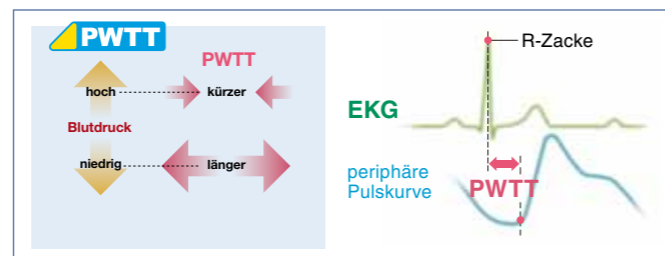 PWTT
PWTT
hoch
kürzer
Blutdruck
niedrig
länger
R-Zacke
EKG
periphäre
Pulskurve
PWTT